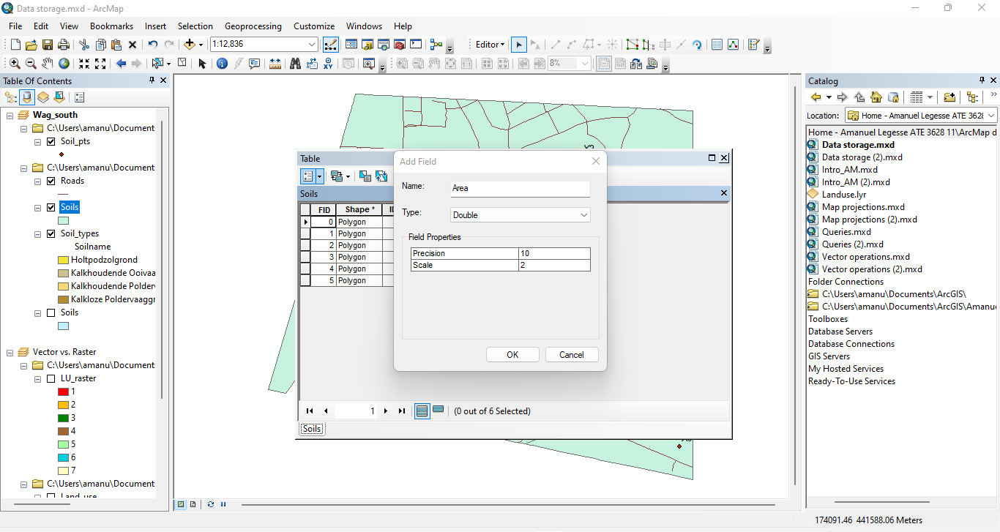 Data storage.mxd - ArcMap
File Edit View Bookmarks Insert Selection Geoprocessing Customize Windows Help
1:12,836
Editor
8%
Table Of Contents
Wag_south
C:\Users\amanu\Document
Soil_pts
C:\Users\amanu\Document
Roads
Soils
Soil_types
Soilname
Holtpodzolgrond
Kalkhoudende Ooivaa
Kalkhoudende Polder
Kalkloze Poldervaaggr
Soils
Vector vs. Raster
C:\Users\amanu\Document
LU_raster
1
2
3
4
5
6
7
C:\Users\amanu\Document
Land_use
Table
Soils
FID Shape * ID
0 Polygon
1 Polygon
2 Polygon
3 Polygon
4 Polygon
5 Polygon
1
(0 out of 6 Selected)
Soils
Add Field
Name: Area
Type: Double
Field Properties
Precision 10
Scale 2
OK Cancel
Catalog
Location: Home - Amanuel Legesse ATE 3628
Home - Amanuel Legesse ATE 3628 11\ArcMap d
Data storage.mxd
Data storage (2).mxd
Intro_AM.mxd
Intro_AM (2).mxd
Landuse.lyr
Map projections.mxd
Map projections (2).mxd
Queries.mxd
Queries (2).mxd
Vector operations.mxd
Vector operations (2).mxd
Folder Connections
C:\Users\amanu\Documents\ArcGIS\
C:\Users\amanu\Documents\ArcGIS\Amanu
Toolboxes
Database Servers
Database Connections
GIS Servers
My Hosted Services
Ready-To-Use Services
174091.46 441588.06 Meters